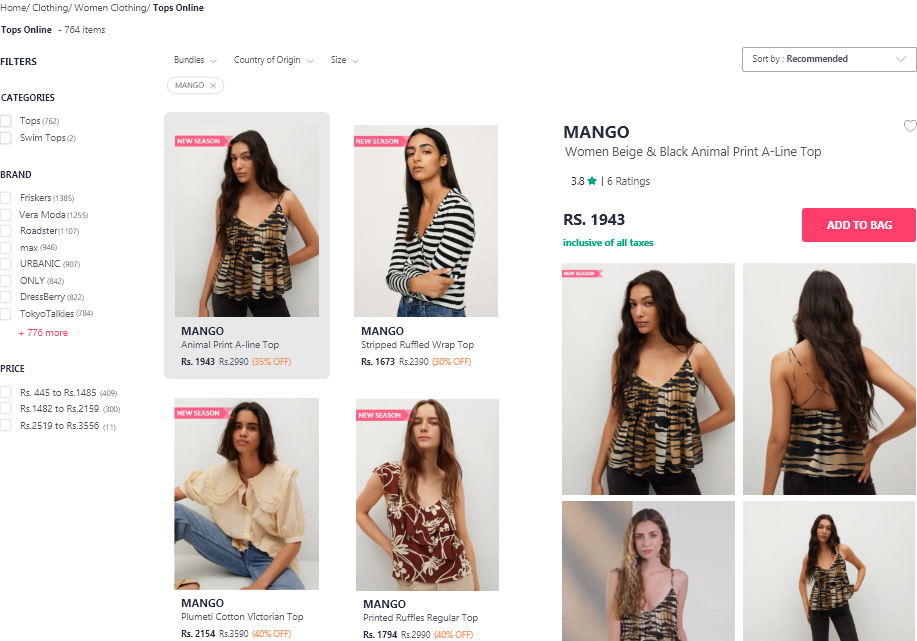 Home/ Clothing/ Women Clothing/ Tops Online
Tops Online - 764 items
FILTERS
Bundles
Country of Origin
Size
Sort by : Recommended
MANGO
CATEGORIES
Tops (762)
Swim Tops (2)
BRAND
Friskers (1385)
Vera Moda (1255)
Roadster(1107)
max (946)
URBANIC (907)
ONLY (842)
DressBerry (822)
TokyoTalkies (784)
+ 776 more
PRICE
Rs. 445 to Rs.1485 (409)
Rs.1482 to Rs.2159 (300)
Rs.2519 to Rs.3556 (11)
NEW SEASON
MANGO
Animal Print A-line Top
Rs. 1943 Rs.2990 (35% OFF)
NEW SEASON
MANGO
Stripped Ruffled Wrap Top
Rs. 1673 Rs.2390 (30% OFF)
NEW SEASON
MANGO
Plumeti Cotton Victorian Top
Rs. 2154 Rs.3590 (40% OFF)
NEW SEASON
MANGO
Printed Ruffles Regular Top
Rs. 1794 Rs.2990 (40% OFF)
MANGO
Women Beige & Black Animal Print A-Line Top
3.8 | 6 Ratings
RS. 1943
inclusive of all taxes
ADD TO BAG
NEW SEASON